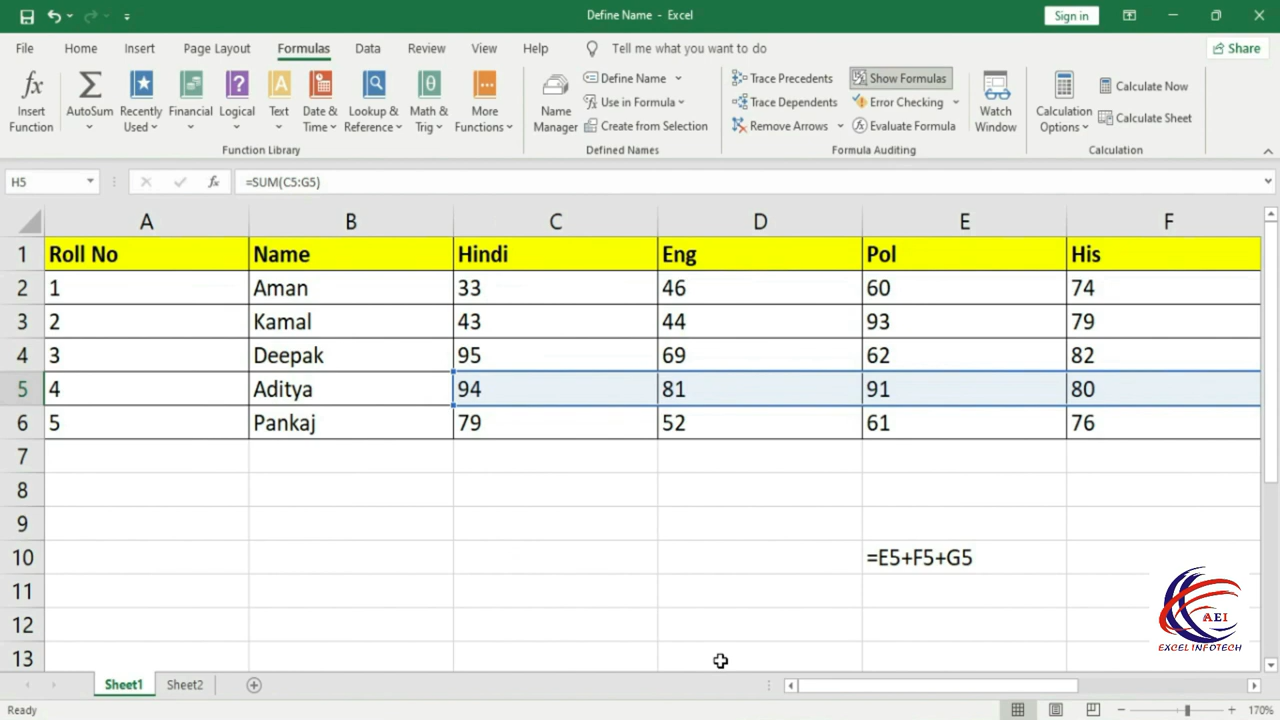 Define Name - Excel
Sign in
File Home Insert Page Layout Formulas Data Review View Help Tell me what you want to do Share
Insert Function
AutoSum
Recently Used
Financial
Logical
Text
Date & Time
Lookup & Reference
Math & Trig
More Functions
Function Library
Name Manager
Define Name
Use in Formula
Create from Selection
Defined Names
Trace Precedents
Trace Dependents
Remove Arrows
Show Formulas
Error Checking
Evaluate Formula
Watch Window
Formula Auditing
Calculation Options
Calculate Now
Calculate Sheet
Calculation
H5 fx =SUM(C5:G5)
A B C D E F
1 Roll No Name Hindi Eng Pol His
2 1 Aman 33 46 60 74
3 2 Kamal 43 44 93 79
4 3 Deepak 95 69 62 82
5 4 Aditya 94 81 91 80
6 5 Pankaj 79 52 61 76
7
8
9
10 =E5+F5+G5
11
12
13
AEI
EXCEL INFOTECH
Sheet1 Sheet2
Ready 170%